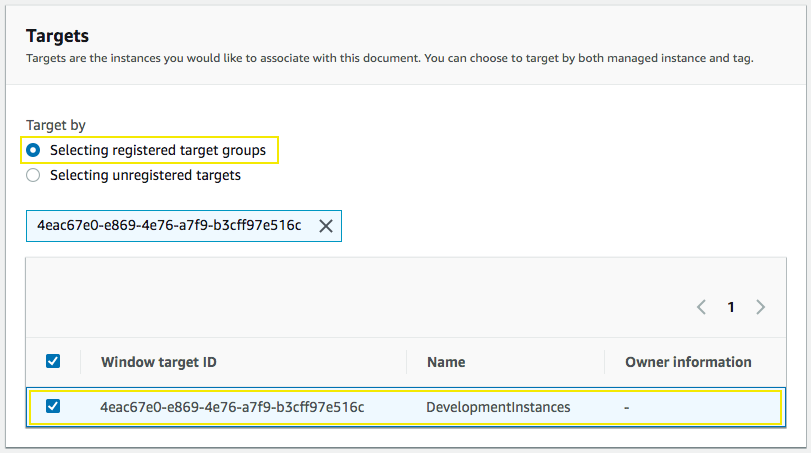 Targets
Targets are the instances you would like to associate with this document. You can choose to target by both managed instance and tag.
Target by
Selecting registered target groups
Selecting unregistered targets
4eac67e0-e869-4e76-a7f9-b3cff97e516c
1
Window target ID Name Owner information
4eac67e0-e869-4e76-a7f9-b3cff97e516c DevelopmentInstances -